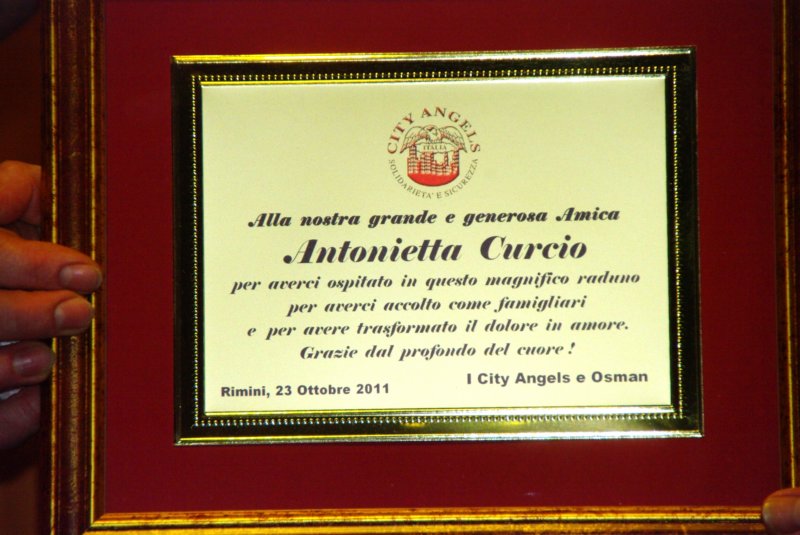 CITY ANGELS
ITALIA
SOLIDARIETA' E SICUREZZA
Alla nostra grande e generosa Amica
Antonietta Curcio
per averci ospitato in questo magnifico raduno
per averci accolto come famigliari
e per avere trasformato il dolore in amore.
Grazie dal profondo del cuore!
Rimini, 23 Ottobre 2011
I City Angels e Osman